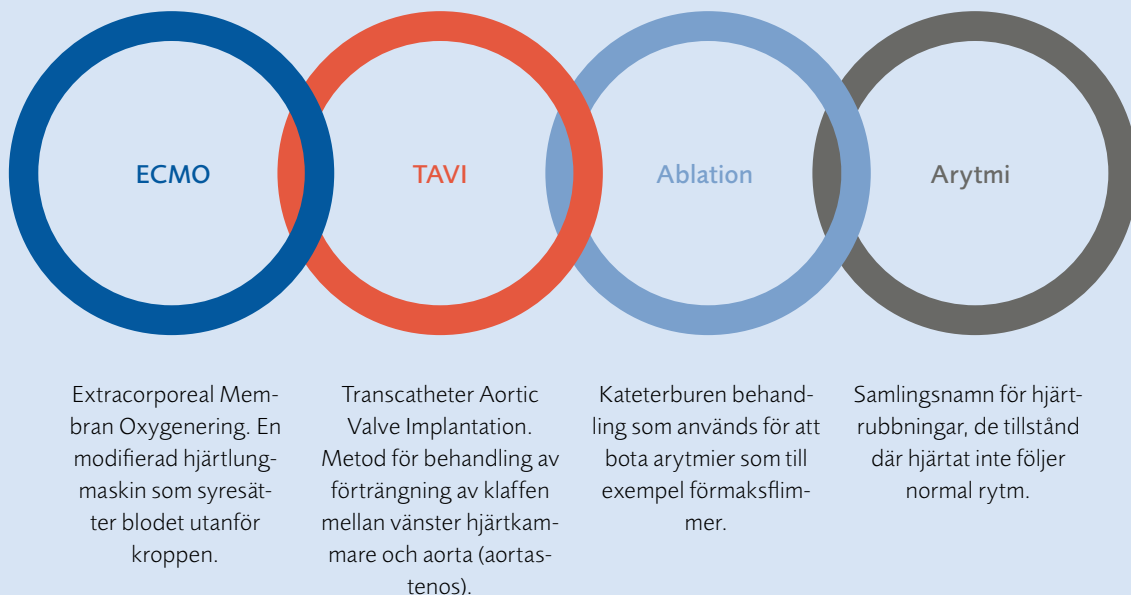 ECMO
TAVI
Ablation
Arytmi
Extracorporeal Mem-
bran Oxygenering. En
modifierad hjärtlung-
maskin som syresät-
ter blodet utanför
kroppen.
Transcatheter Aortic
Valve Implantation.
Metod för behandling av
förträngning av klaffen
mellan vänster hjärtkam-
mare och aorta (aortas-
tenos).
Kateterburen behand-
ling som används för att
bota arytmier som till
exempel förmaksflim-
mer.
Samlingsnamn för hjärt-
rubbningar, de tillstånd
där hjärtat inte följer
normal rytm.